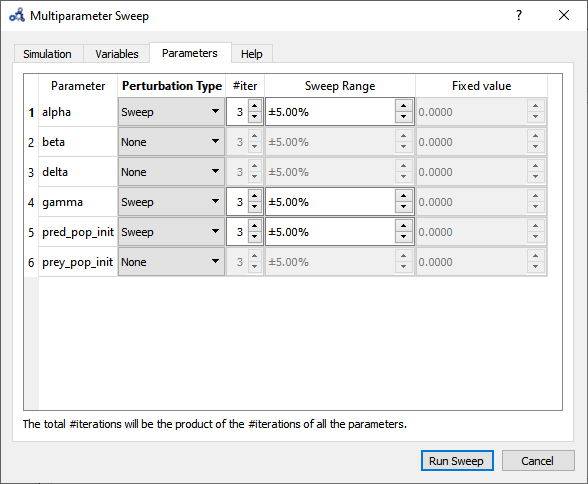 Multiparameter Sweep ?
Simulation Variables Parameters Help
Parameter Perturbation Type #iter Sweep Range Fixed value
1 alpha Sweep 3 ±5.00% 0.0000
2 beta None 3 ±5.00% 0.0000
3 delta None 3 ±5.00% 0.0000
4 gamma Sweep 3 ±5.00% 0.0000
5 pred_pop_init Sweep 3 ±5.00% 0.0000
6 prey_pop_init None 3 ±5.00% 0.0000
The total #iterations will be the product of the #iterations of all the parameters.
Run Sweep Cancel